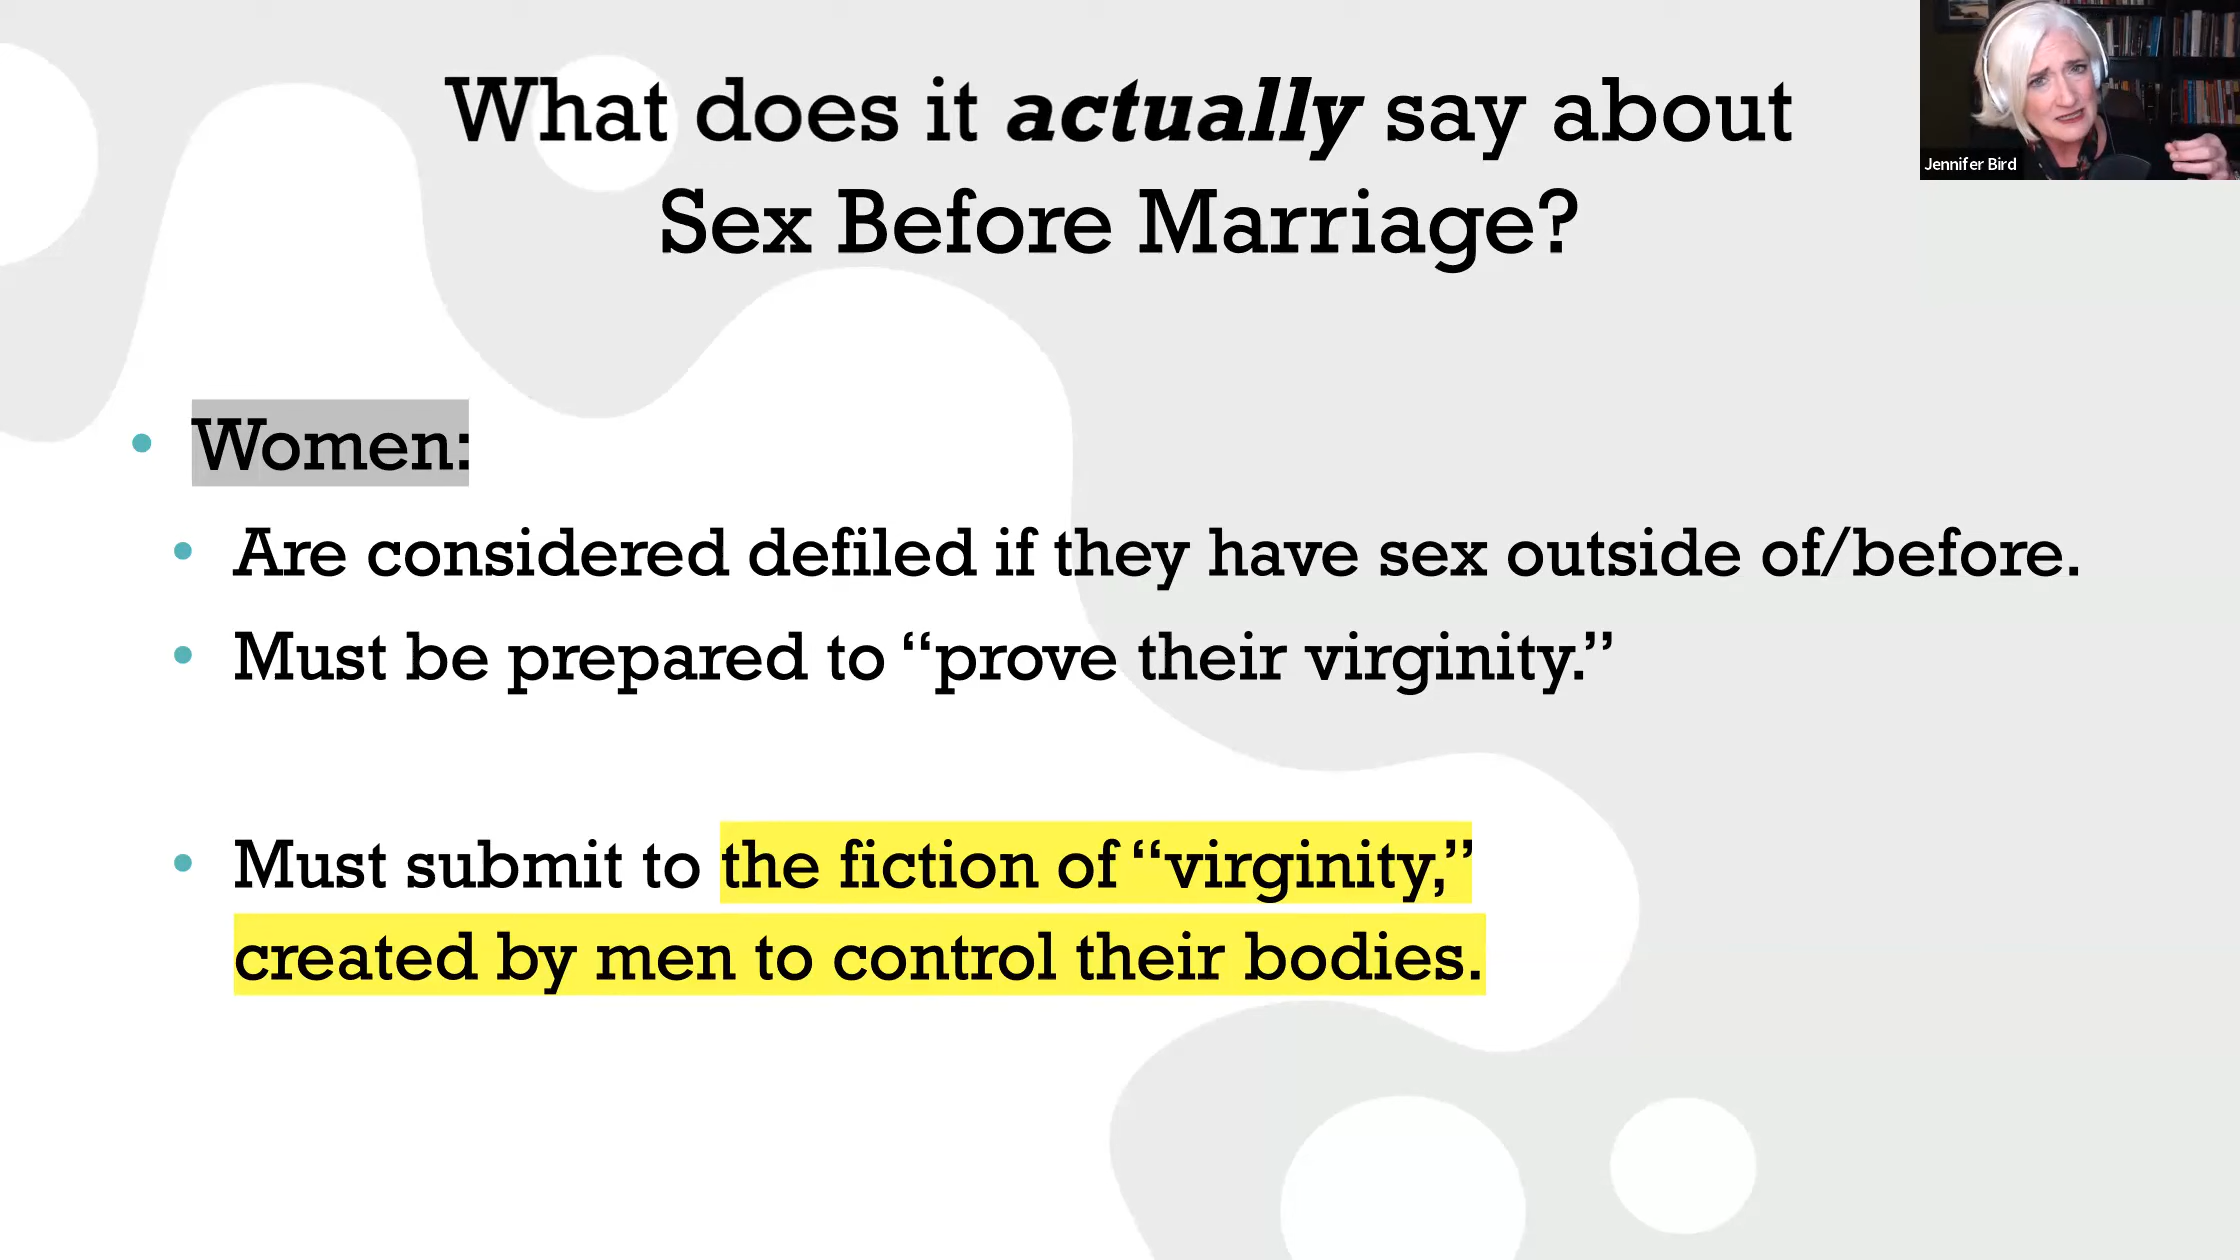 What does it actually say about
Sex Before Marriage?
Jennifer Bird
• Women:
• Are considered defiled if they have sex outside of/before.
• Must be prepared to “prove their virginity.”
• Must submit to the fiction of “virginity,”
created by men to control their bodies.